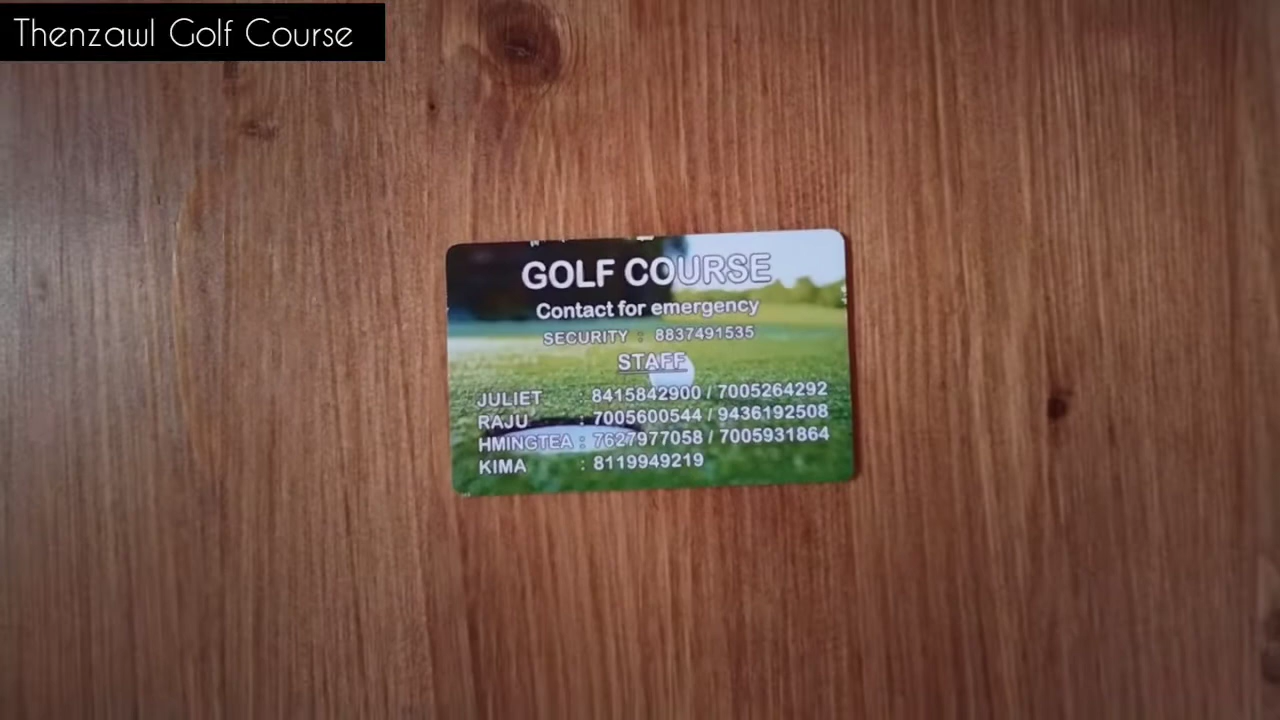 Thenzawl Golf Course
GOLF COURSE
Contact for emergency
SECURITY : 8837491535
STAFF
JULIET : 8415842900 / 7005264292
RAJU : 7005600544 / 9436192508
HMINGTEA : 7627977058 / 7005931864
KIMA : 8119949219